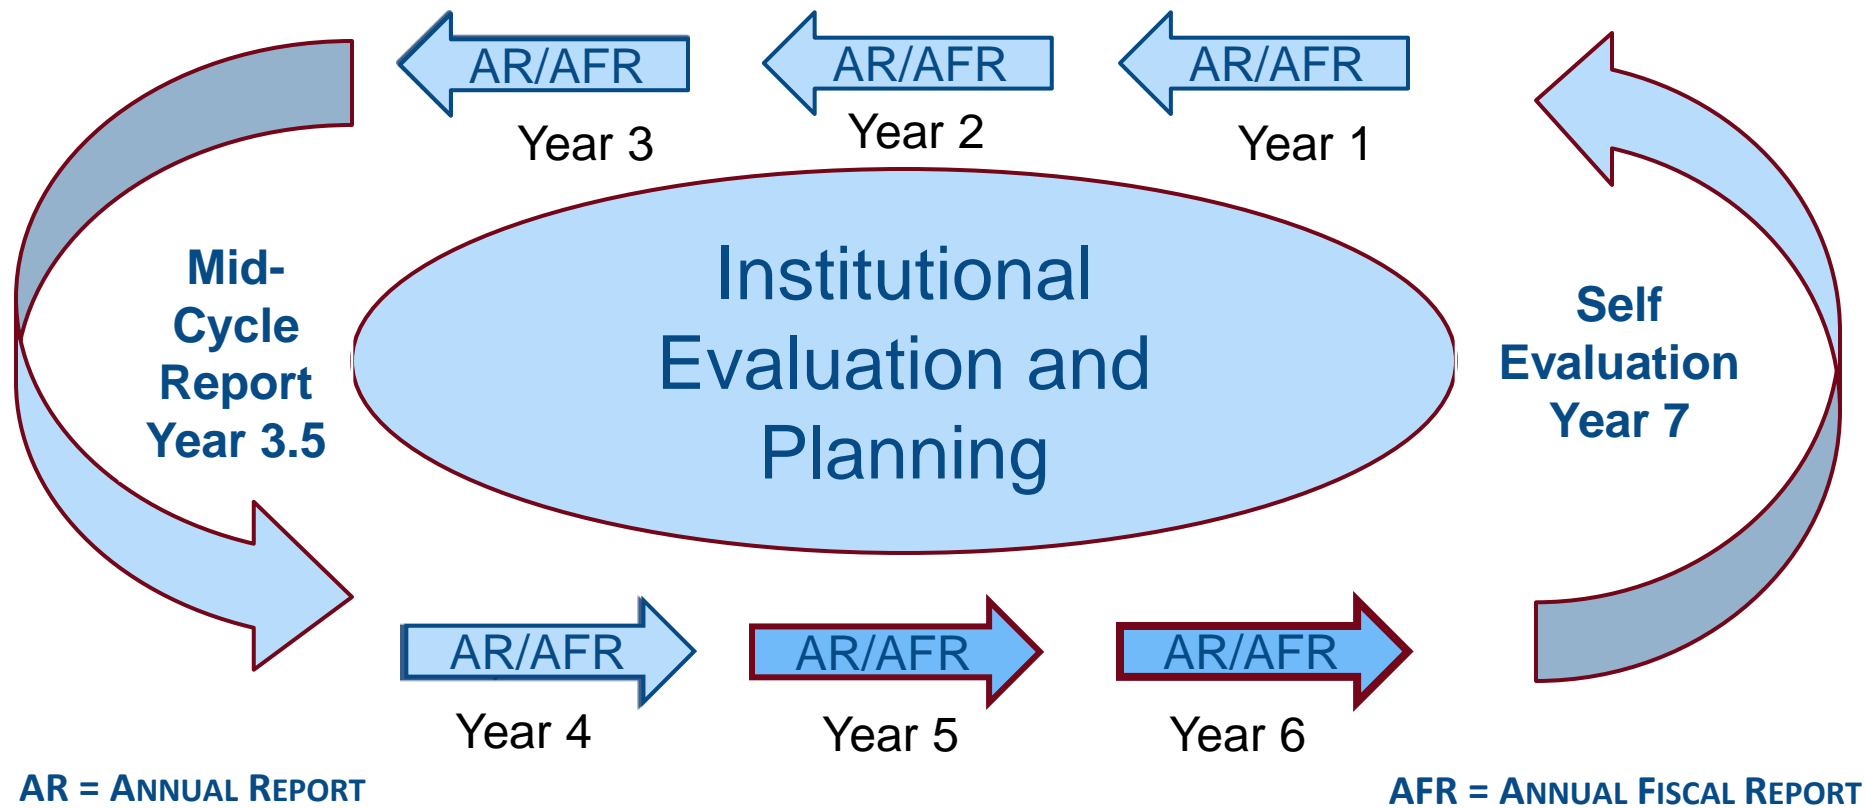 AR/AFR
AR/AFR
AR/AFR
Year 3
Year 2
Year 1
Mid-
Cycle
Report
Year 3.5
Institutional
Evaluation and
Planning
Self
Evaluation
Year 7
AR/AFR
AR/AFR
AR/AFR
Year 4
Year 5
Year 6
AR = ANNUAL REPORT
AFR = ANNUAL FISCAL REPORT